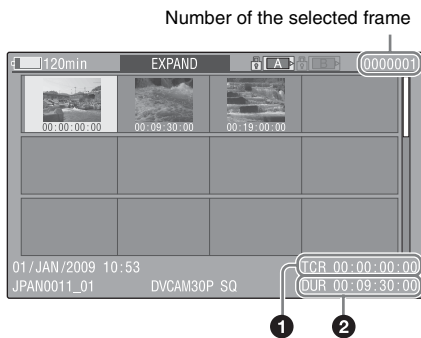 Number of the selected frame
120min EXPAND A B 0000001
00:00:00:00 00:09:30:00 00:19:00:00
01/JAN/2009 10:53 TCR 00:00:00:00
JPAN0011_01 DVCAM30P SQ DUR 00:09:30:00
1 2